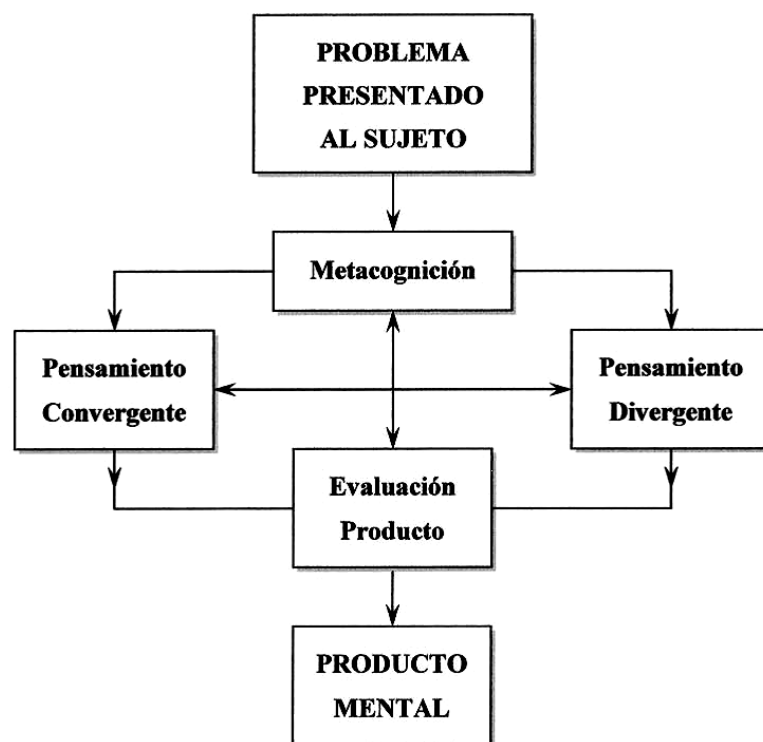 PROBLEMA
PRESENTADO
AL SUJETO
Metacognición
Pensamiento
Convergente
Pensamiento
Divergente
Evaluación
Producto
PRODUCTO
MENTAL